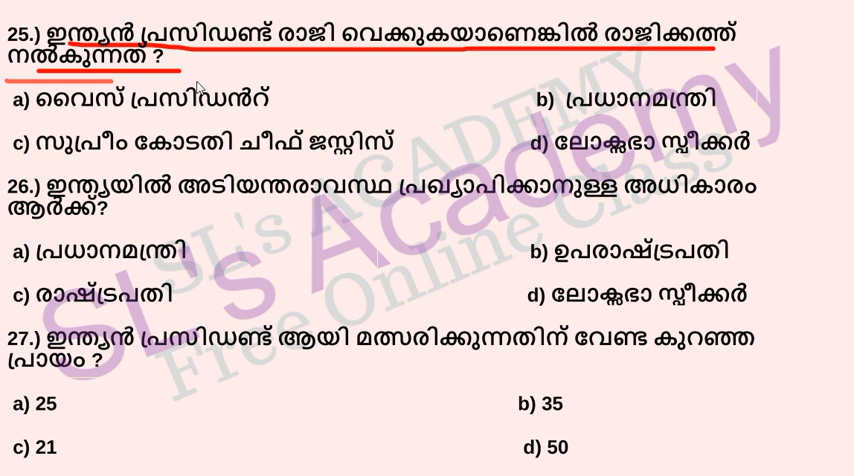 25.) ഇന്ത്യൻ പ്രസിഡണ്ട് രാജി വെക്കുകയാണെങ്കിൽ രാജിക്കത്ത്
നൽകുന്നത് ?
a) വൈസ് പ്രസിഡൻറ് b) പ്രധാനമന്ത്രി
c) സുപ്രീം കോടതി ചീഫ് ജസ്റ്റിസ് d) ലോക്സഭാ സ്പീക്കർ
26.) ഇന്ത്യയിൽ അടിയന്തരാവസ്ഥ പ്രഖ്യാപിക്കാനുള്ള അധികാരം
ആർക്ക്?
a) പ്രധാനമന്ത്രി b) ഉപരാഷ്ട്രപതി
c) രാഷ്ട്രപതി d) ലോക്സഭാ സ്പീക്കർ
27.) ഇന്ത്യൻ പ്രസിഡണ്ട് ആയി മത്സരിക്കുന്നതിന് വേണ്ട കുറഞ്ഞ
പ്രായം ?
a) 25 b) 35
c) 21 d) 50
SL's ACADEMY
SL's Academy
Free Online Class